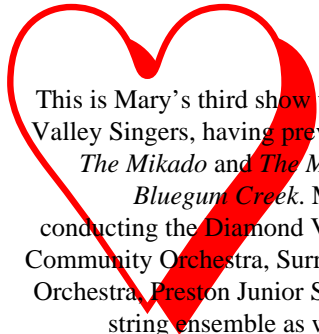 This is Mary’s third show
Valley Singers, having prev
The Mikado and The M
Bluegum Creek. M
conducting the Diamond V
Community Orchestra, Surr
Orchestra, Preston Junior S
string ensemble as w